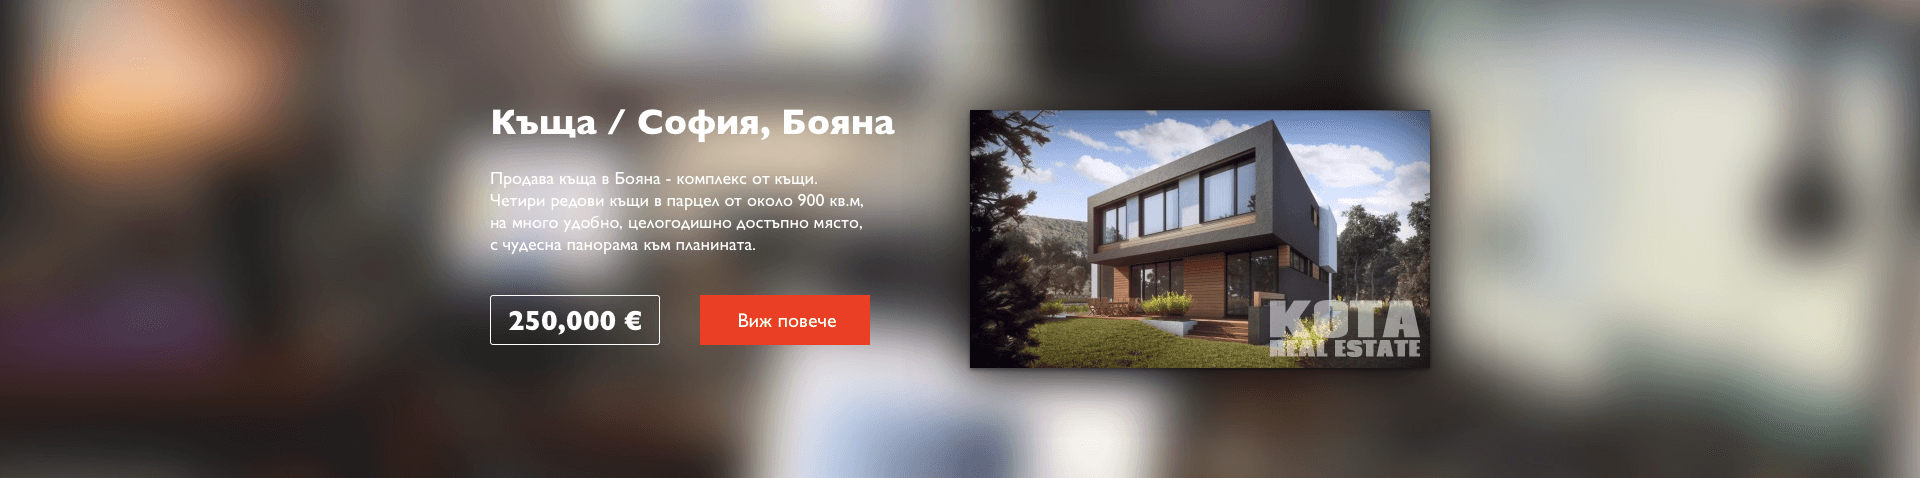 Къща / София, Бояна
Продава къща в Бояна - комплекс от къщи.
Четири редови къщи в парцел от около 900 кв.м,
на много удобно, целогодишно достъпно място,
с чудесна панорама към планината.
250,000 €
Виж повече
KOTA
REAL ESTATE